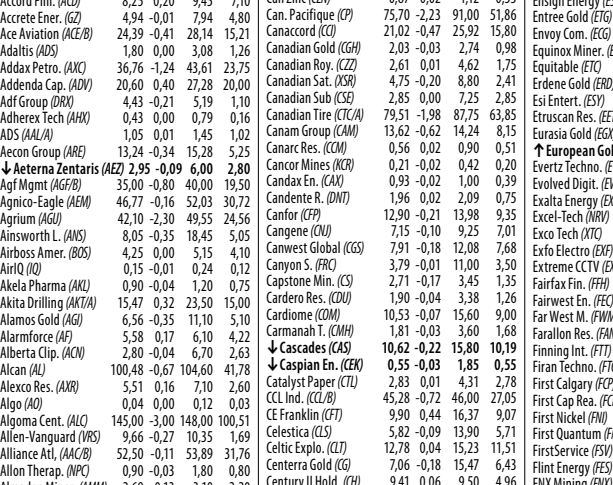 Accord Fini. (ACD) 8,25 0,20 9,45 7,10
Accrete Ener. (GZ) 4,94 -0,01 7,94 4,80
Ace Aviation (ACE/B) 24,39 -0,41 28,14 15,21
Adaltis (ADS) 1,80 0,00 3,08 1,26
Addax Petro. (AXC) 36,76 -1,24 43,61 23,75
Addenda Cap. (ADV) 20,60 0,40 27,28 20,00
Adf Group (DRX) 4,43 -0,21 5,19 1,10
Adherex Tech (AHX) 0,43 0,00 0,79 0,16
ADS (AAL/A) 1,05 0,01 1,45 1,02
Aecon Group (ARE) 13,24 -0,34 15,28 5,25
↓Aeterna Zentaris (AEZ) 2,95 -0,09 6,00 2,80
Agf Mgmt (AGF/B) 35,00 -0,80 40,00 19,50
Agnico-Eagle (AEM) 46,77 -0,16 52,03 30,72
Agrium (AGU) 42,10 -2,30 49,55 24,56
Ainsworth L. (ANS) 8,05 -0,35 18,45 5,05
Airboss Amer. (BOS) 4,25 0,00 5,15 4,10
AirIQ (IQ) 0,15 -0,01 0,24 0,12
Akela Pharma (AKL) 0,90 -0,04 1,20 0,75
Akita Drilling (AKT/A) 15,47 0,32 23,50 15,00
Alamos Gold (AGI) 6,56 -0,35 11,10 5,10
Alarmforce (AF) 5,58 0,17 6,10 4,22
Alberta Clip. (ACN) 2,80 -0,04 6,70 2,63
Alcan (AL) 100,48 -0,67 104,60 41,78
Alexco Res. (AXR) 5,51 0,16 7,10 2,60
Algo (AO) 0,04 0,00 0,12 0,03
Algoma Cent. (ALC) 145,00 -3,00 148,00 100,51
Allen-Vanguard (VRS) 9,66 -0,27 10,35 1,69
Alliance Atl, (AAC/B) 52,50 -0,11 53,89 31,76
Allon Therap. (NPC) 0,90 -0,03 1,80 0,80
Can. Pacifique (CP) 75,70 -2,23 91,00 51,86
Canaccord (CCI) 21,02 -0,47 25,92 15,80
Canadian Gold (CGH) 2,03 -0,03 2,74 0,98
Canadian Roy. (CZZ) 2,61 0,01 4,62 1,75
Canadian Sat. (XSR) 4,75 -0,20 8,80 2,41
Canadian Sub (CSE) 2,85 0,00 7,25 2,85
Canadian Tire (CTC/A) 79,51 -1,98 87,75 63,85
Canam Group (CAM) 13,62 -0,62 14,24 8,15
Canarc Res. (CCM) 0,56 0,02 0,90 0,51
Cancor Mines (KCR) 0,21 -0,02 0,42 0,20
Candax En. (CAX) 0,93 -0,02 1,00 0,39
Candente R. (DNT) 1,96 0,02 2,09 0,75
Canfor (CFP) 12,90 -0,21 13,98 9,35
Cangene (CNJ) 7,15 -0,10 9,25 7,01
Canwest Global (CGS) 7,91 -0,18 12,08 7,68
Canyon S. (FRC) 3,79 -0,01 11,00 3,50
Capstone Min. (CS) 2,71 -0,17 3,45 1,35
Cardero Res. (CDU) 1,90 -0,04 3,38 1,26
Cardiome (COM) 10,53 -0,07 15,60 9,00
Carmanah T. (CMH) 1,81 -0,03 3,60 1,68
↓Cascades (CAS) 10,62 -0,22 15,80 10,19
↓Caspian En. (CEK) 0,55 -0,03 1,85 0,55
Catalyst Paper (CTL) 2,83 0,01 4,31 2,78
CCL Ind. (CCL/B) 45,28 -0,72 46,00 27,05
CE Franklin (CFT) 9,90 0,44 16,37 9,07
Celestica (CLS) 5,82 -0,09 13,90 5,71
Celtic Explo. (CLT) 12,78 0,04 15,23 11,51
Centerra Gold (CG) 7,06 -0,18 15,47 6,43
Century II Hold. (CH) 9,41 0,06 9,50 4,96
Entree Gold (ETG)
Envoy Com. (ECG)
Equinox Miner.
Equitable (ETC)
Erdene Gold (ERD)
Esi Entert. (ESY)
Etruscan Res.
Eurasia Gold
↑European
Evertz Techno.
Evolved Digit.
Exalta Energy
Excel-Tech (NRV)
Exco Tech (XTC)
Exfo Electro (EXF)
Extreme CCTV
Fairfax Fin. (FFH)
Fairwest En. (FEC)
Far West M.
Farallon Res.
Finning Int. (FTT)
Firan Techno.
First Calgary (FCP)
First Cap Rea.
First Nickel (FNI)
First Quantum
FirstService (FSV)
Flint Energy (FES)
FNX Mining (FNX)